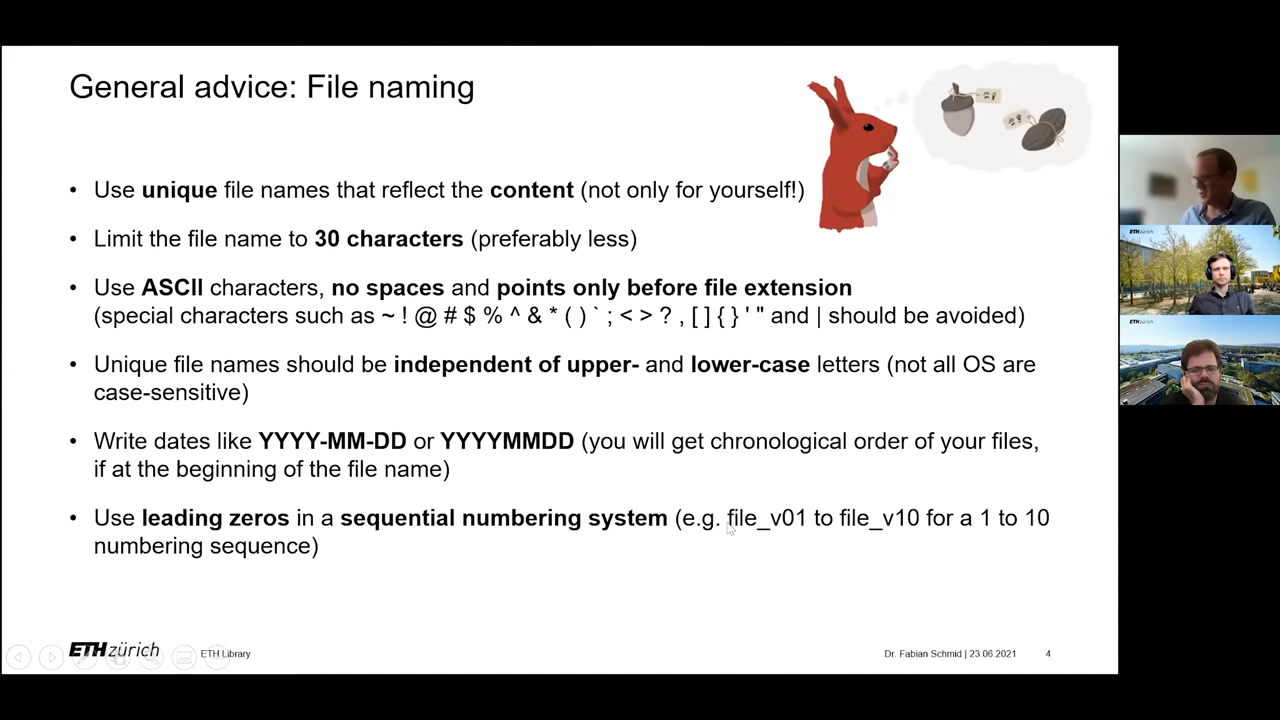 General advice: File naming
• Use unique file names that reflect the content (not only for yourself!)
• Limit the file name to 30 characters (preferably less)
• Use ASCII characters, no spaces and points only before file extension
(special characters such as ~ ! @ # $ % ^ & * ( ) ` ; < > ? , [ ] { } ' " and | should be avoided)
• Unique file names should be independent of upper- and lower-case letters (not all OS are
case-sensitive)
• Write dates like YYYY-MM-DD or YYYYMMDD (you will get chronological order of your files,
if at the beginning of the file name)
• Use leading zeros in a sequential numbering system (e.g. file_v01 to file_v10 for a 1 to 10
numbering sequence)
ETH zürich
ETH Library
Dr. Fabian Schmid | 23.06.2021
4
ETH zürich
ETH zürich